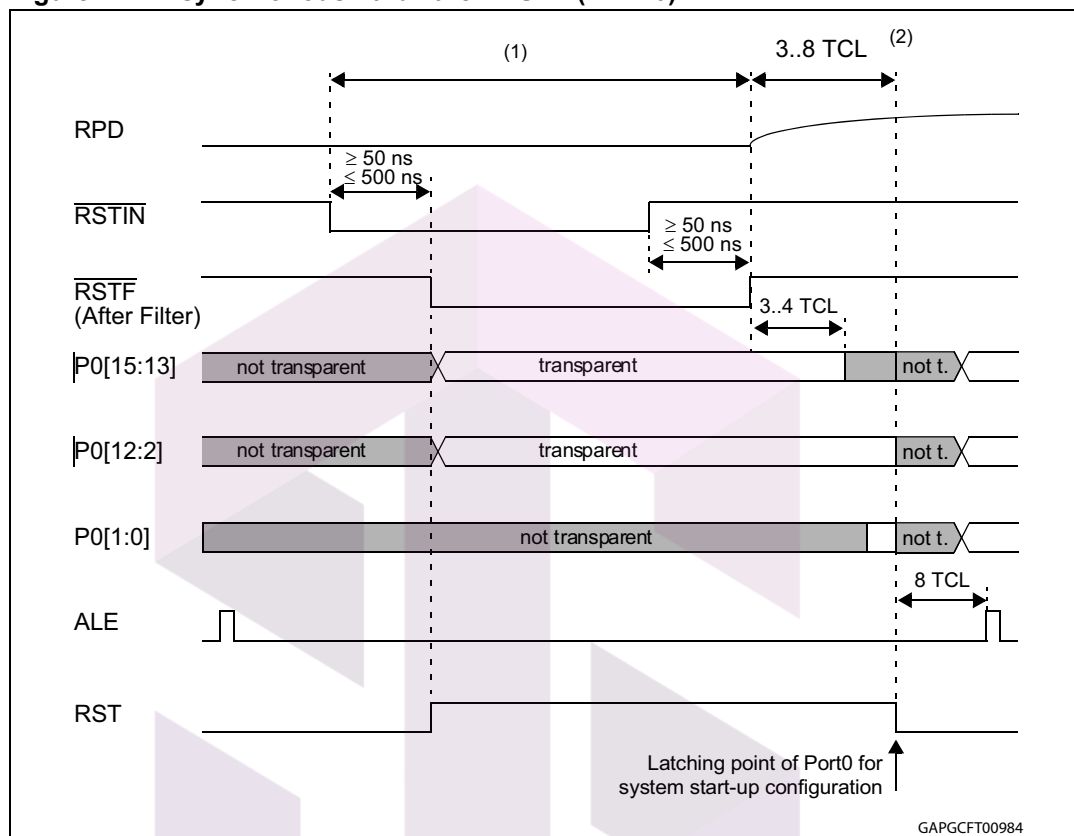 (1)
3..8 TCL (2)
RPD
≥ 50 ns
≤ 500 ns
RSTIN
≥ 50 ns
≤ 500 ns
RSTF
(After Filter)
3..4 TCL
P0[15:13]
not transparent
transparent
not t.
P0[12:2]
not transparent
transparent
not t.
P0[1:0]
not transparent
not t.
8 TCL
ALE
RST
Latching point of Port0 for
system start-up configuration
GAPGCFT00984